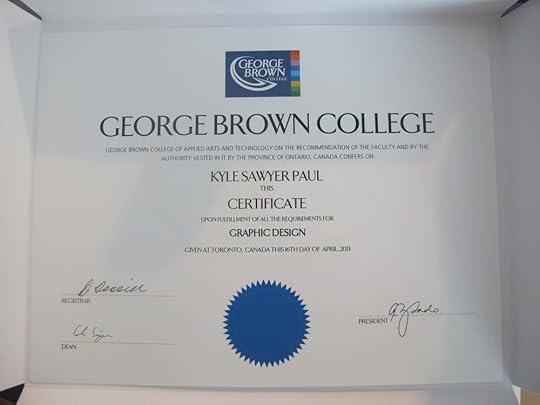 GEORGE
BROWN
COLLEGE
GEORGE BROWN COLLEGE
GEORGE BROWN COLLEGE OF APPLIED ARTS AND TECHNOLOGY ON THE RECOMMENDATION OF THE FACULTY AND BY THE
AUTHORITY VESTED IN IT BY THE PROVINCE OF ONTARIO, CANADA CONFERS ON
KYLE SAWYER PAUL
THIS
CERTIFICATE
UPON FULFILLMENT OF ALL THE REQUIREMENTS FOR
GRAPHIC DESIGN
GIVEN AT TORONTO, CANADA THIS 16TH DAY OF APRIL, 2013
REGISTRAR
PRESIDENT
DEAN